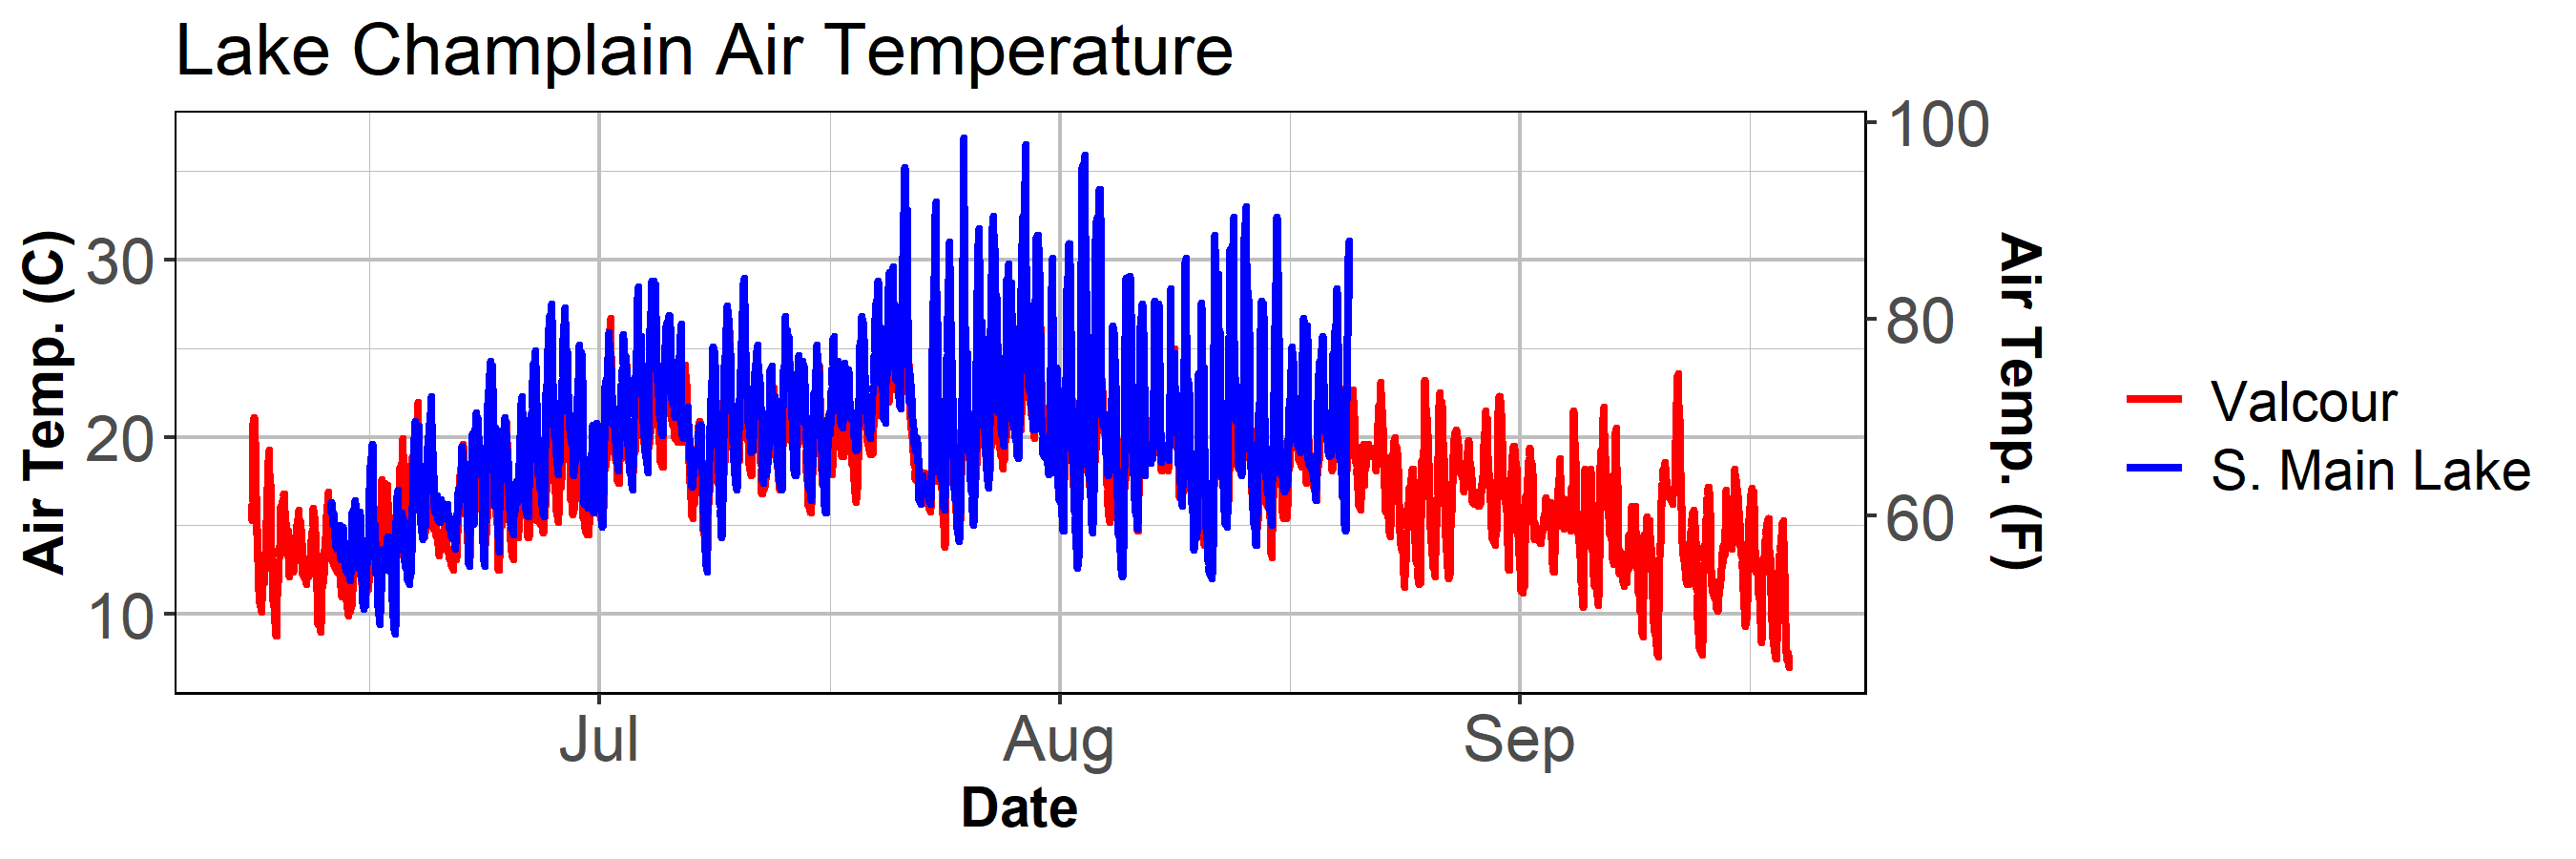 Lake Champlain Air Temperature
Air Temp. (C)
30
20
10
100
80
60
Air Temp. (F)
Jul
Aug
Sep
Date
Valcour
S. Main Lake